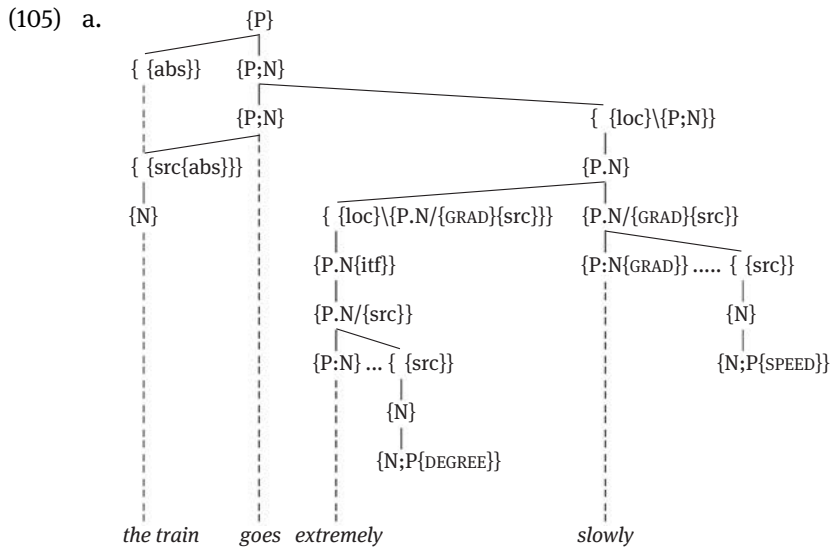 (105) a. {P}
{ {abs}} {P;N}
{P;N} { {loc}\{P;N}}
{ {src{abs}}} {P.N}
{N} { {loc}\{P.N/{GRAD}{src}}} {P.N/{GRAD}{src}}
{P.N{itf}} {P:N{GRAD}} ..... { {src}}
{P.N/{src}} {N}
{P:N} ... { {src}} {N;P{SPEED}}
{N}
{N;P{DEGREE}}
the train goes extremely slowly